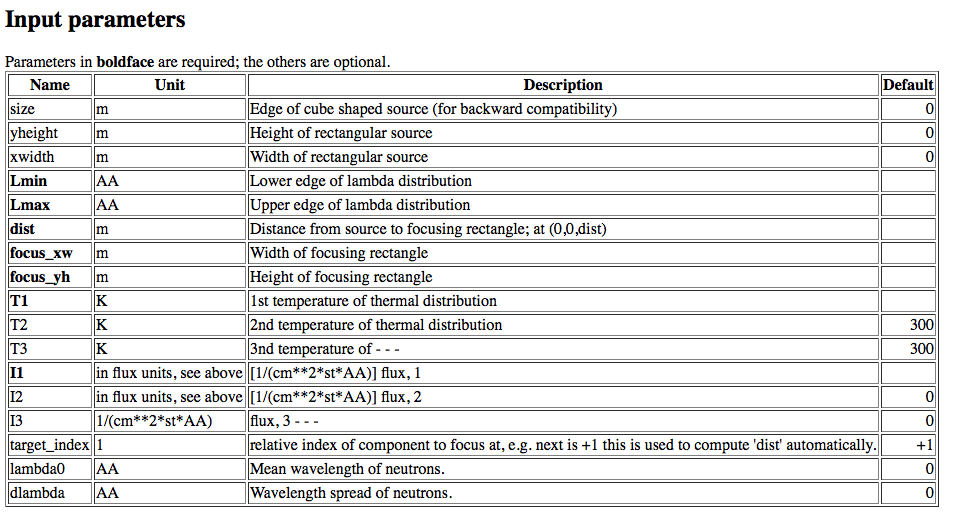 Input parameters
Parameters in boldface are required; the others are optional.
Name Unit Description Default
size m Edge of cube shaped source (for backward compatibility) 0
yheight m Height of rectangular source 0
xwidth m Width of rectangular source 0
Lmin AA Lower edge of lambda distribution
Lmax AA Upper edge of lambda distribution
dist m Distance from source to focusing rectangle; at (0,0,dist)
focus_xw m Width of focusing rectangle
focus_yh m Height of focusing rectangle
T1 K 1st temperature of thermal distribution
T2 K 2nd temperature of thermal distribution 300
T3 K 3nd temperature of - - - 300
I1 in flux units, see above [1/(cm**2*st*AA)] flux, 1
I2 in flux units, see above [1/(cm**2*st*AA)] flux, 2 0
I3 1/(cm**2*st*AA) flux, 3 - - - 0
target_index 1 relative index of component to focus at, e.g. next is +1 this is used to compute 'dist' automatically. +1
lambda0 AA Mean wavelength of neutrons. 0
dlambda AA Wavelength spread of neutrons. 0